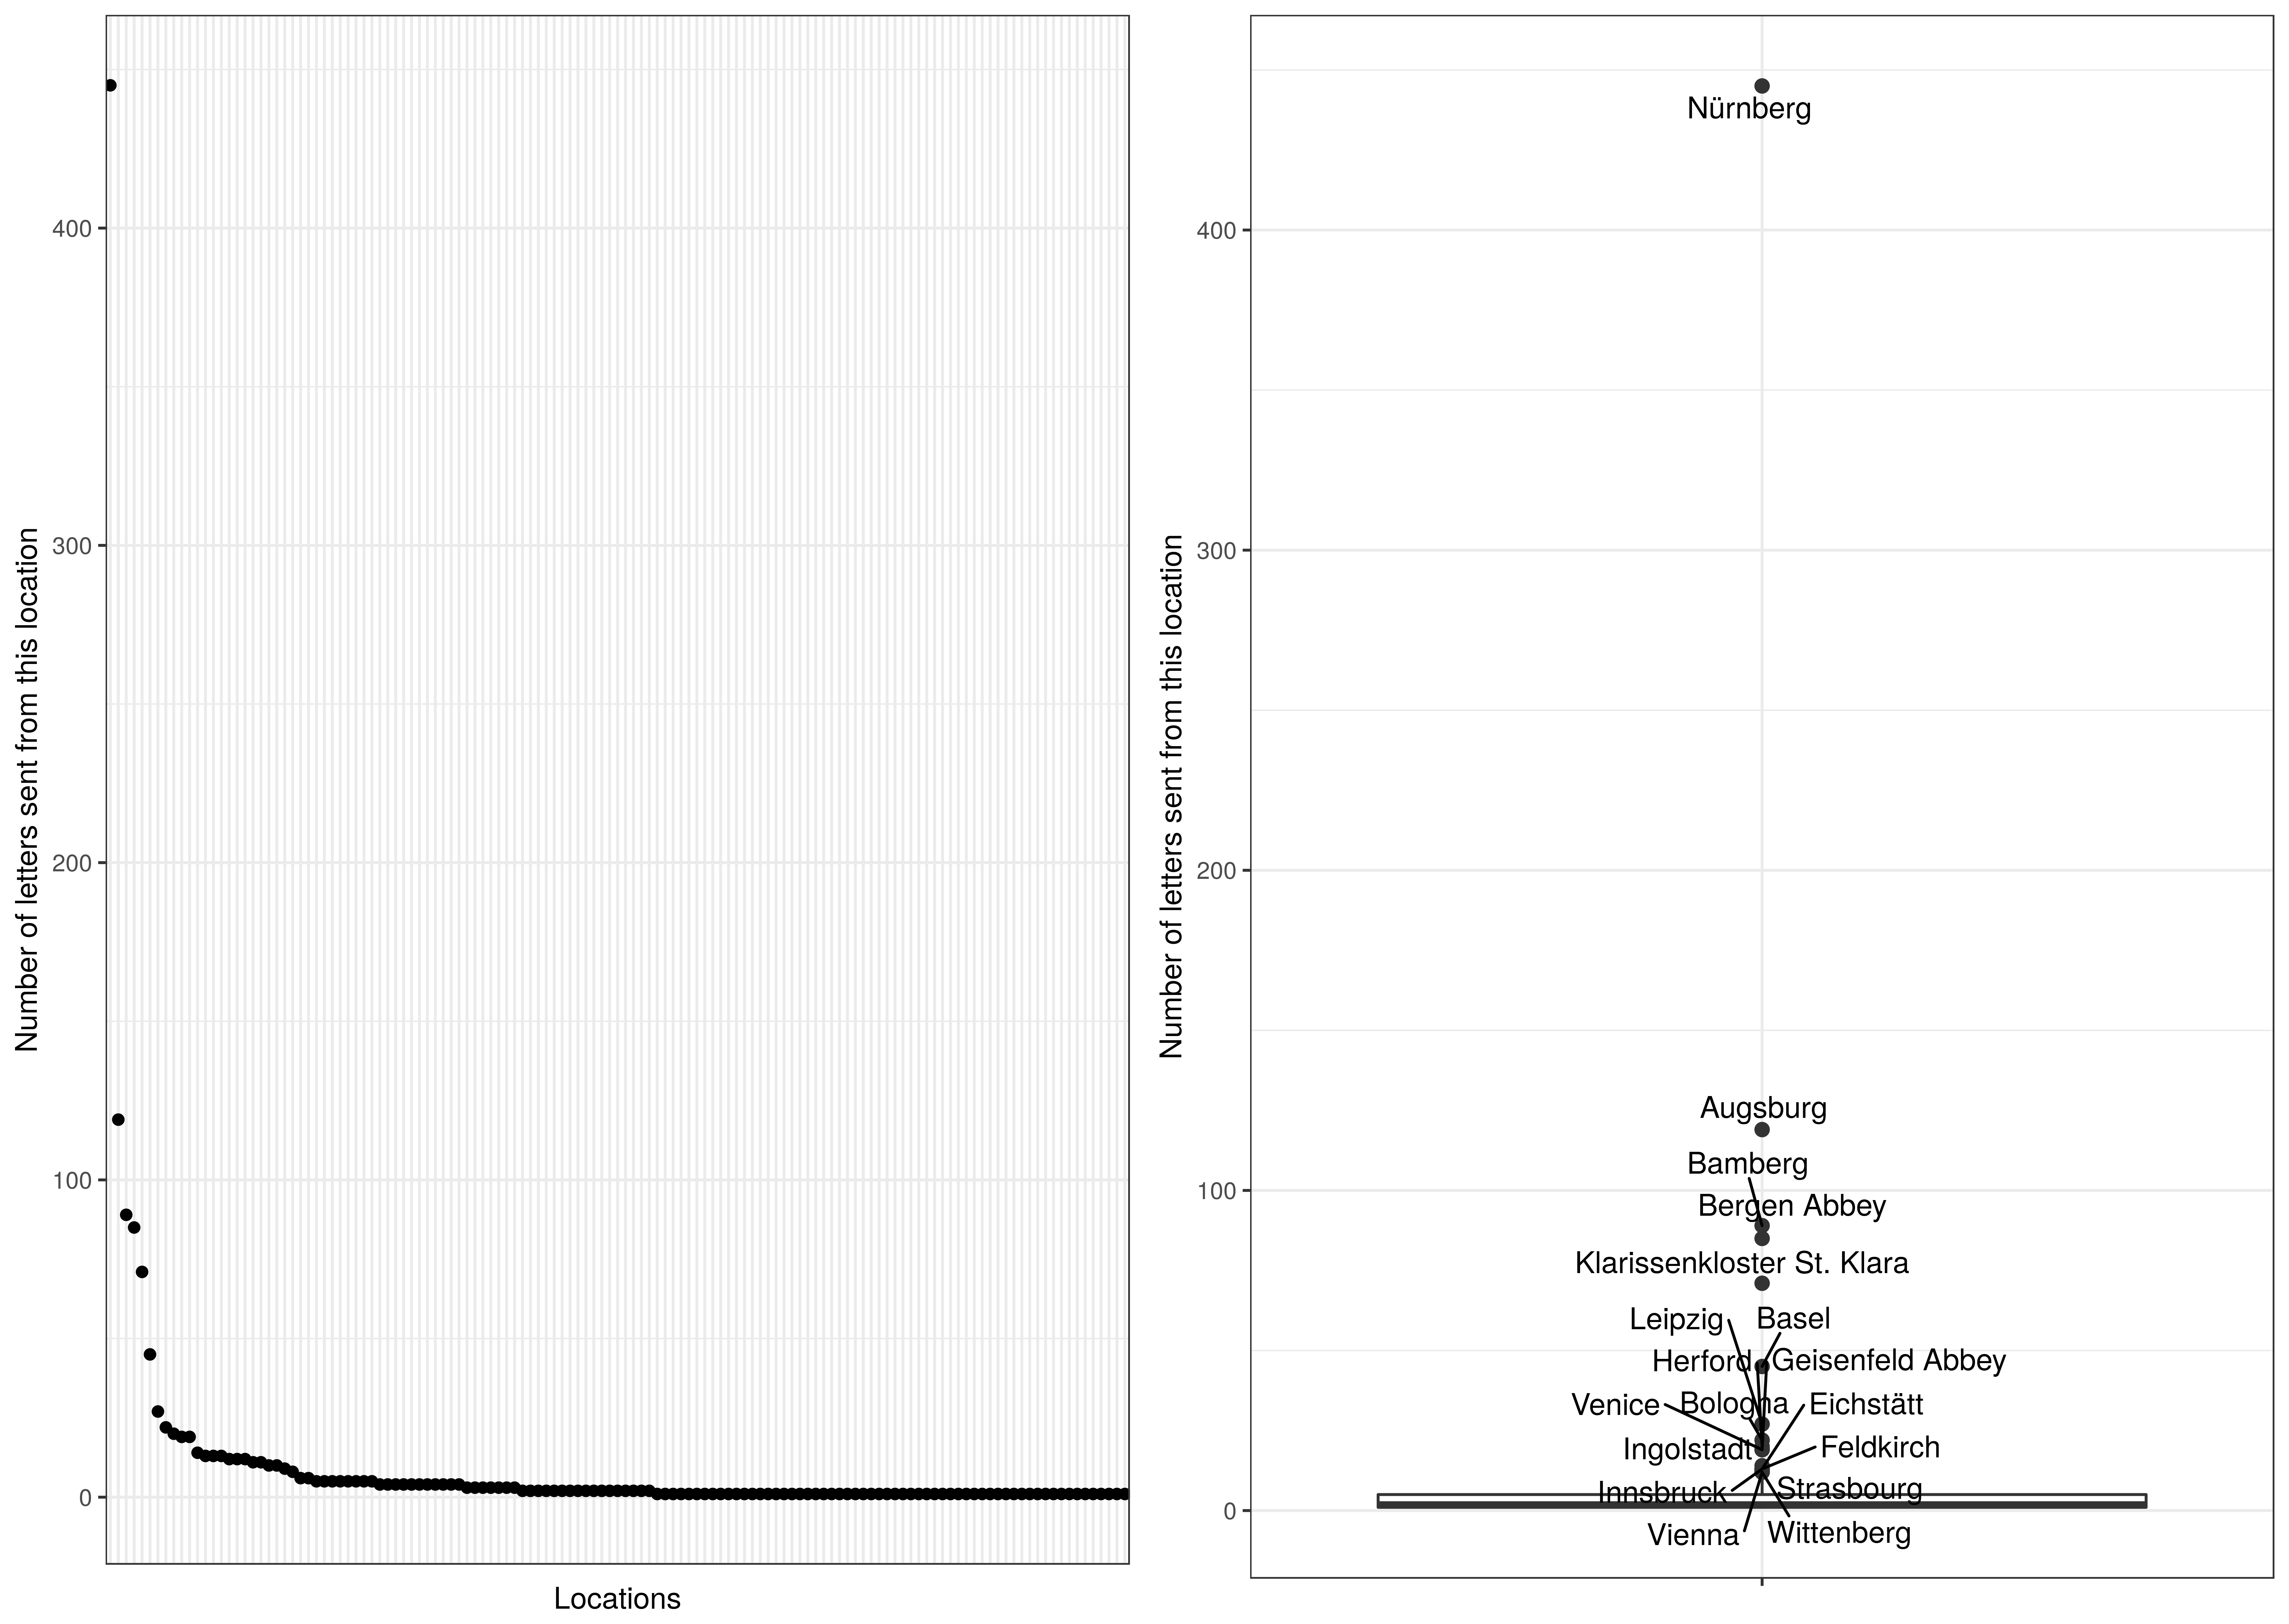 Number of letters sent from this location
400
300
200
100
0
Locations
Number of letters sent from this location
400
300
200
100
0
Nürnberg
Augsburg
Bamberg
Bergen Abbey
Klarissenkloster St. Klara
Leipzig
Basel
Herford
Geisenfeld Abbey
Venice
Bologna
Eichstätt
Ingolstadt
Feldkirch
Innsbruck
Strasbourg
Vienna
Wittenberg